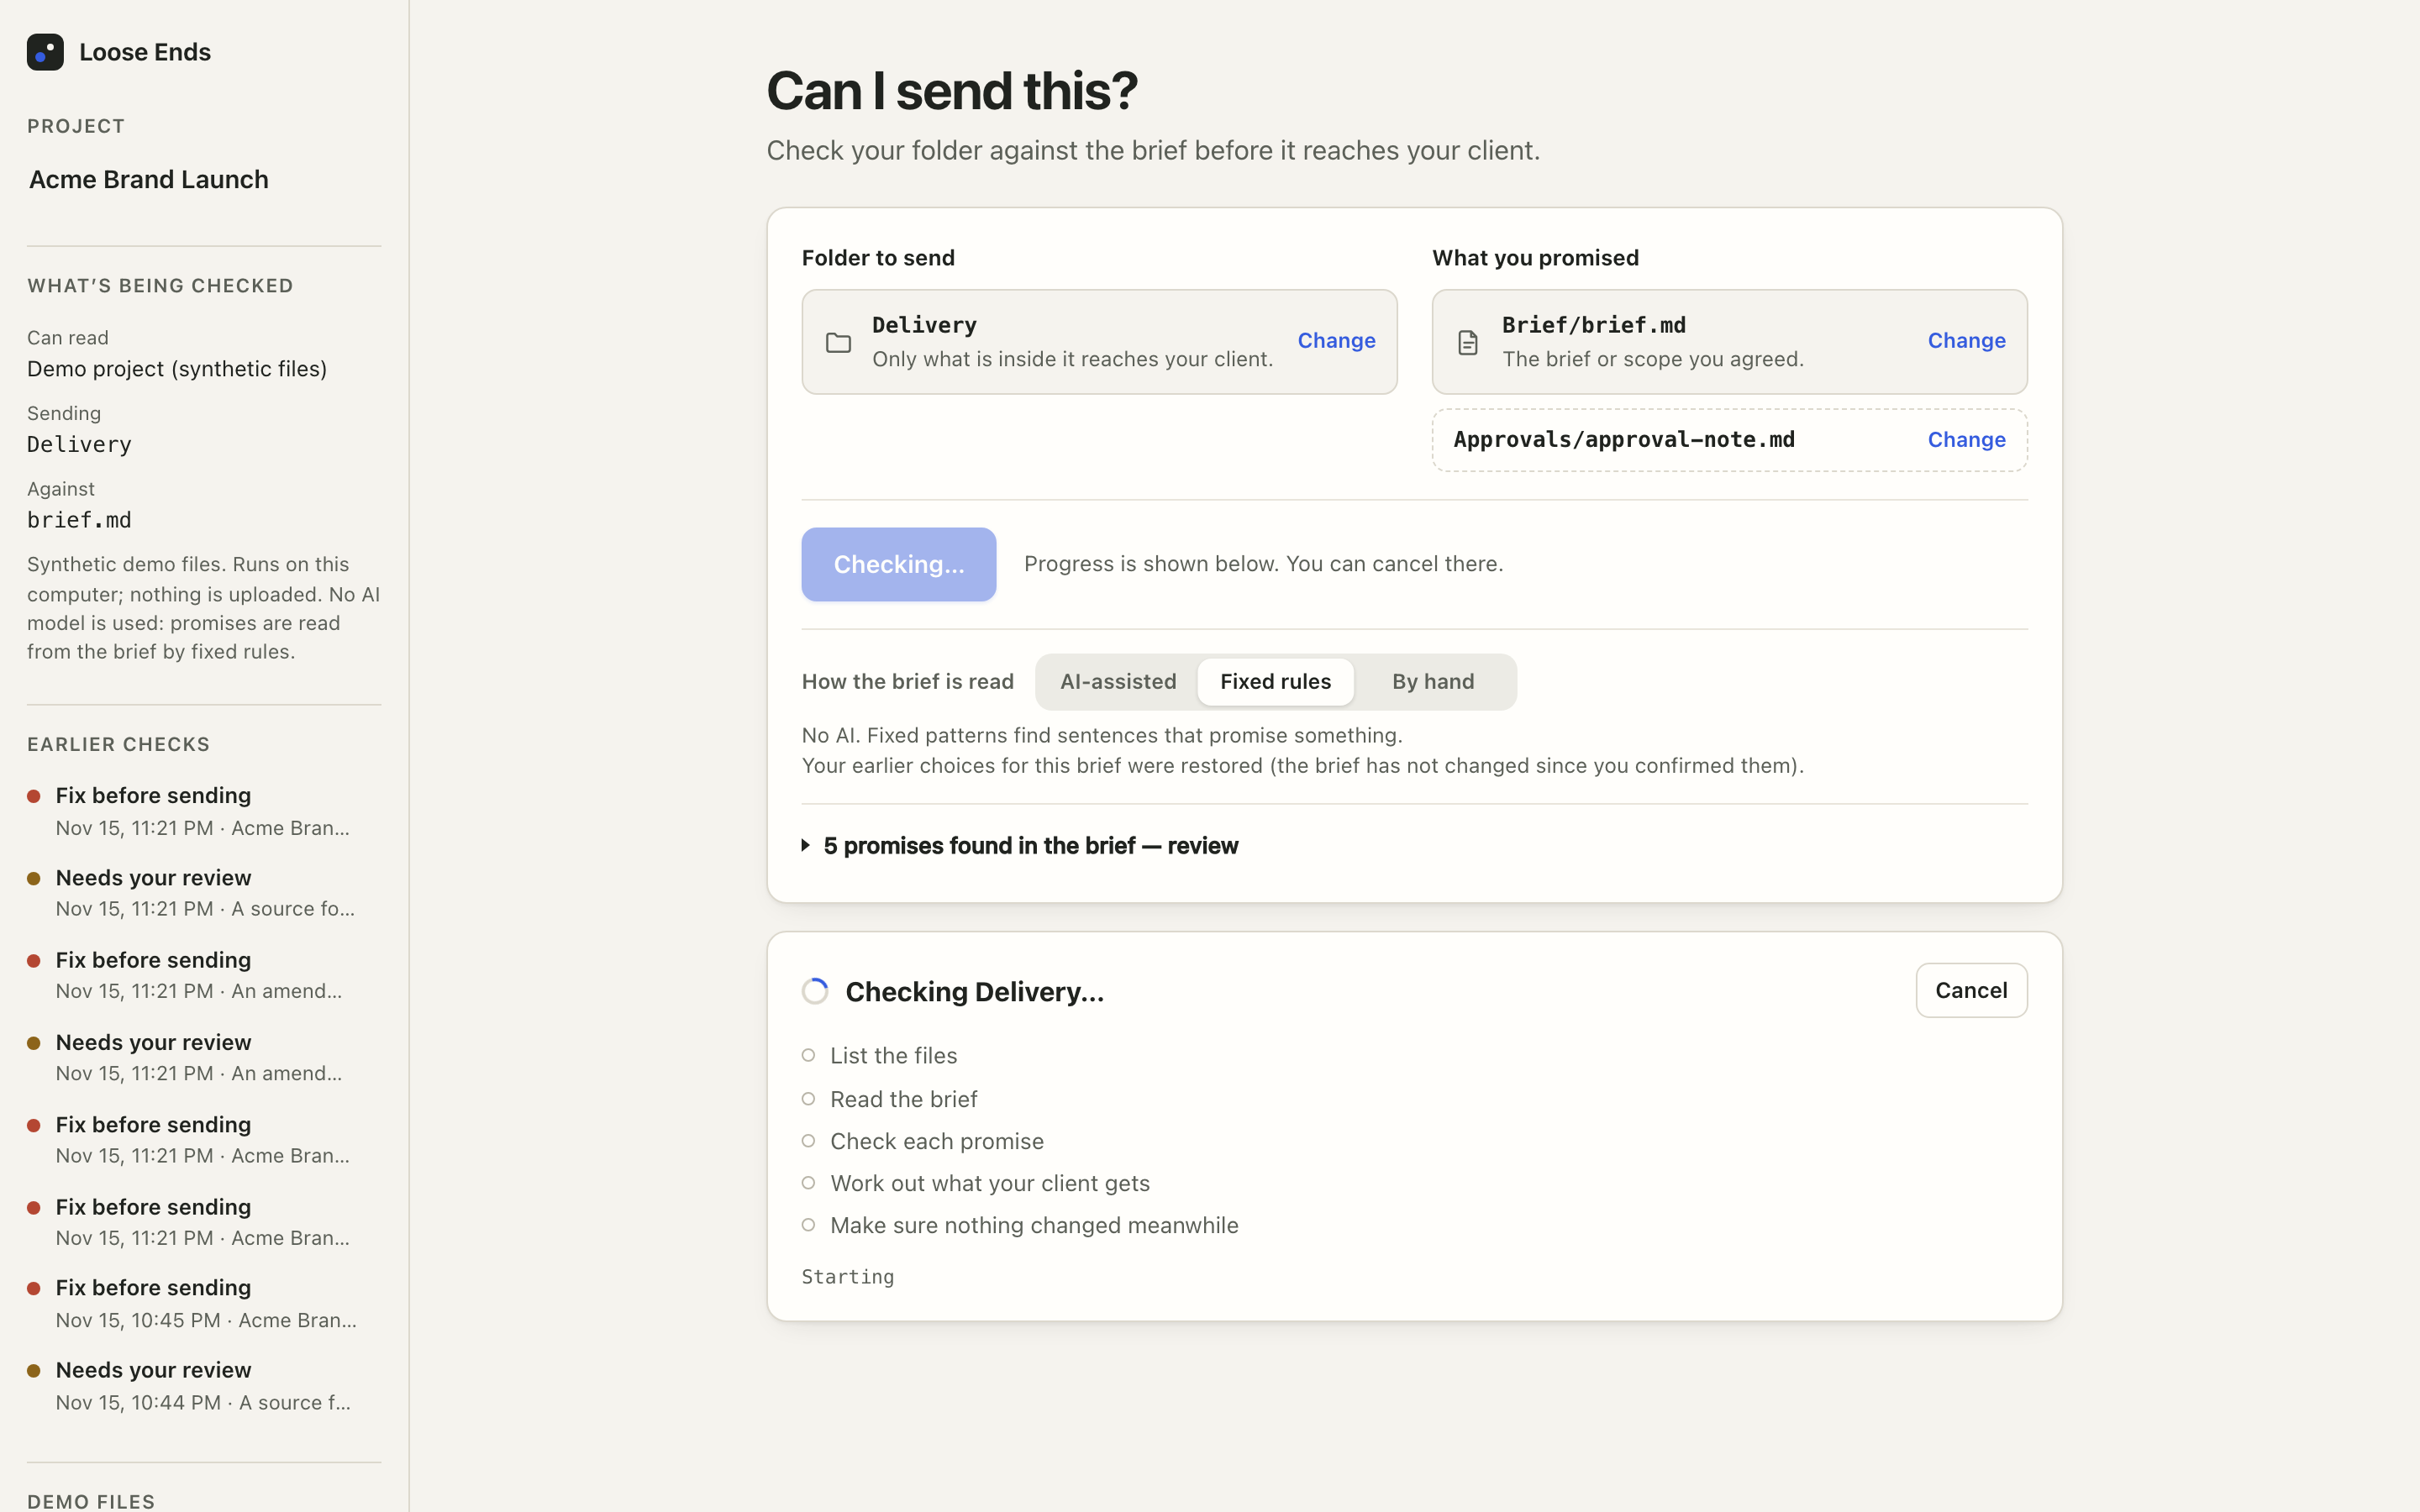 Loose Ends
PROJECT
Acme Brand Launch
WHAT’S BEING CHECKED
Can read
Demo project (synthetic files)
Sending
Delivery
Against
brief.md
Synthetic demo files. Runs on this
computer; nothing is uploaded. No AI
model is used: promises are read
from the brief by fixed rules.
EARLIER CHECKS
Fix before sending
Nov 15, 11:21 PM · Acme Bran...
Needs your review
Nov 15, 11:21 PM · A source fo...
Fix before sending
Nov 15, 11:21 PM · An amend...
Needs your review
Nov 15, 11:21 PM · An amend...
Fix before sending
Nov 15, 11:21 PM · Acme Bran...
Fix before sending
Nov 15, 11:21 PM · Acme Bran...
Fix before sending
Nov 15, 10:45 PM · Acme Bran...
Needs your review
Nov 15, 10:44 PM · A source f...
DEMO FILES
Can I send this?
Check your folder against the brief before it reaches your client.
Folder to send
Delivery
Only what is inside it reaches your client.
Change
What you promised
Brief/brief.md
The brief or scope you agreed.
Change
Approvals/approval-note.md
Change
Checking...
Progress is shown below. You can cancel there.
How the brief is read
AI-assisted
Fixed rules
By hand
No AI. Fixed patterns find sentences that promise something.
Your earlier choices for this brief were restored (the brief has not changed since you confirmed them).
5 promises found in the brief — review
Checking Delivery...
Cancel
List the files
Read the brief
Check each promise
Work out what your client gets
Make sure nothing changed meanwhile
Starting